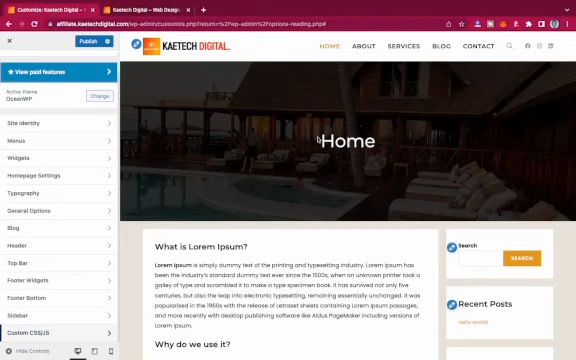 Customize: Kaetech Digital
Kaetech Digital – Web Design
affiliate.kaetechdigital.com/wp-admin/customize.php?return=%2Fwp-admin%2Foptions-reading.php#
Publish
KAETECH DIGITAL.
HOME ABOUT SERVICES BLOG CONTACT
View paid features
Active theme
OceanWP
Change
Site Identity
Menus
Widgets
Homepage Settings
Typography
General Options
Blog
Header
Top Bar
Footer Widgets
Footer Bottom
Sidebar
Custom CSS/JS
Hide Controls
Home
What is Lorem Ipsum?
Lorem Ipsum is simply dummy text of the printing and typesetting industry. Lorem Ipsum has
been the industry's standard dummy text ever since the 1500s, when an unknown printer took a
galley of type and scrambled it to make a type specimen book. It has survived not only five
centuries, but also the leap into electronic typesetting, remaining essentially unchanged. It was
popularised in the 1960s with the release of Letraset sheets containing Lorem Ipsum passages,
and more recently with desktop publishing software like Aldus PageMaker including versions of
Lorem Ipsum.
Why do we use it?
Search
SEARCH
Recent Posts
Hello world!